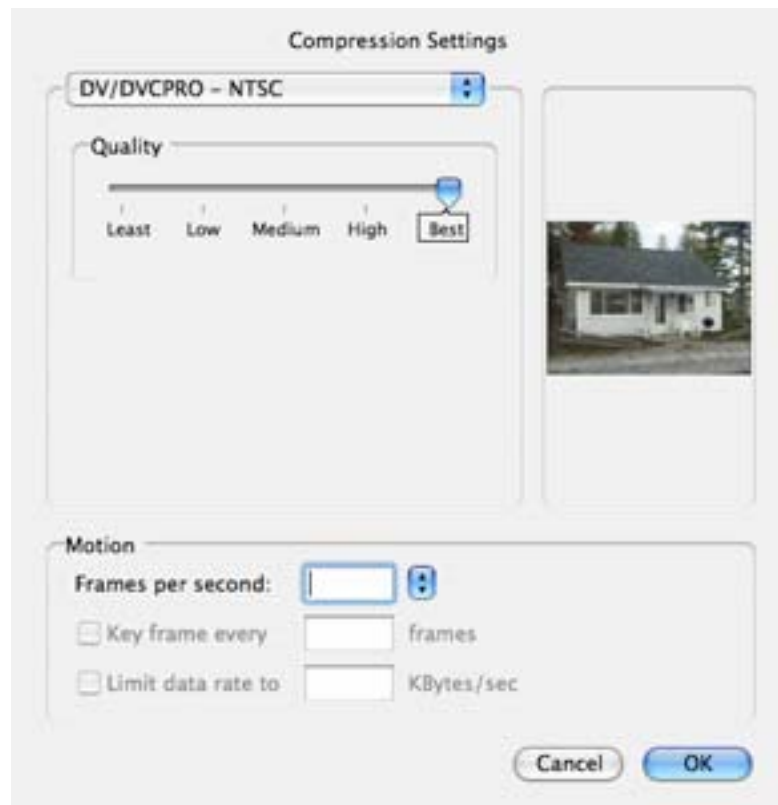 Compression Settings
DV/DVCPRO – NTSC
Quality
Least Low Medium High Best
Motion
Frames per second:
Key frame every frames
Limit data rate to KBytes/sec
Cancel OK